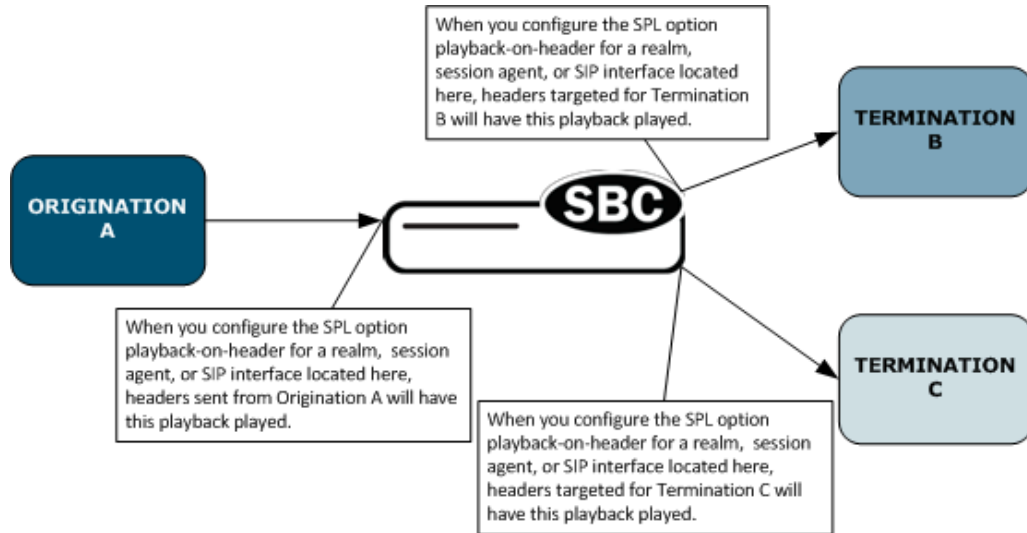 When you configure the SPL option
playback-on-header for a realm,
session agent, or SIP interface located
here, headers targeted for Termination
B will have this playback played.
TERMINATION
B
ORIGINATION
A
SBC
When you configure the SPL option
playback-on-header for a realm, session
agent, or SIP interface located here,
headers sent from Origination A will have
this playback played.
TERMINATION
C
When you configure the SPL option
playback-on-header for a realm, session
agent, or SIP interface located here,
headers targeted for Termination C will
have this playback played.